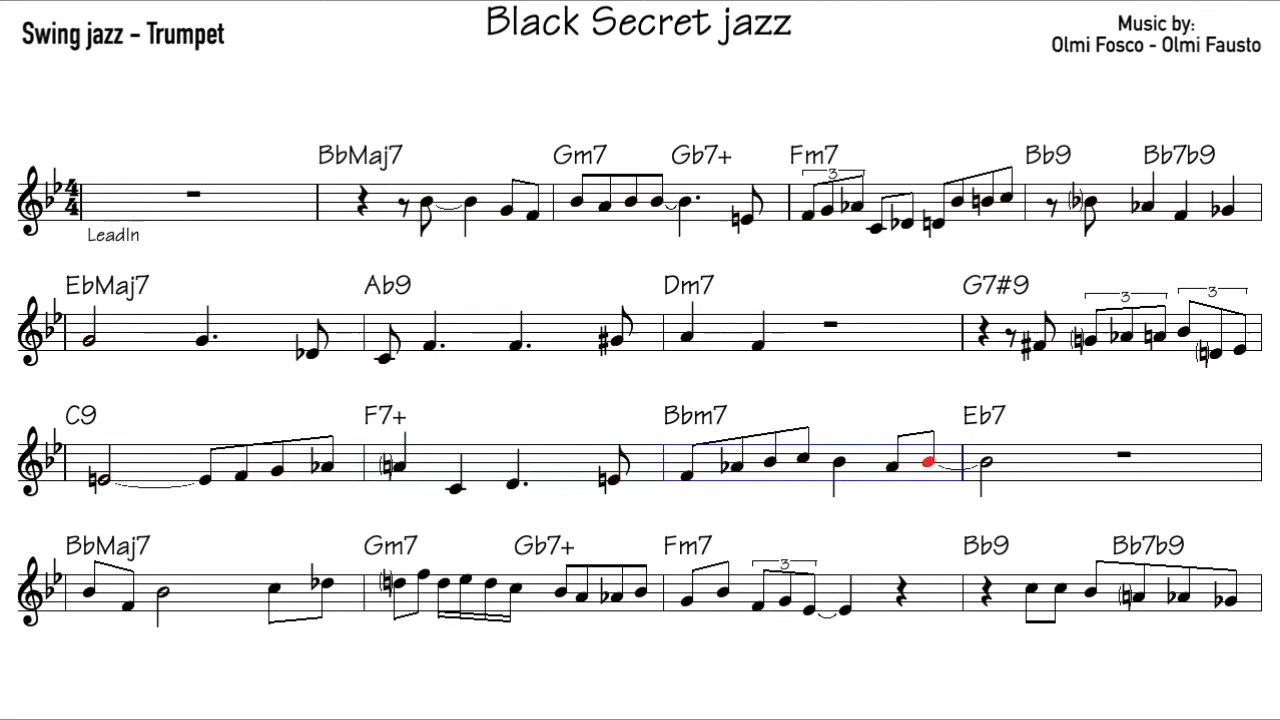 Black Secret jazz
Swing jazz - Trumpet
Music by:
Olmi Fosco - Olmi Fausto
BbMaj7 Gm7 Gb7+ Fm7 Bb9 Bb7b9
3
4
4
LeadIn
EbMaj7 Ab9 Dm7 G7#9
3 3
C9 F7+ Bbm7 Eb7
BbMaj7 Gm7 Gb7+ Fm7 Bb9 Bb7b9
3